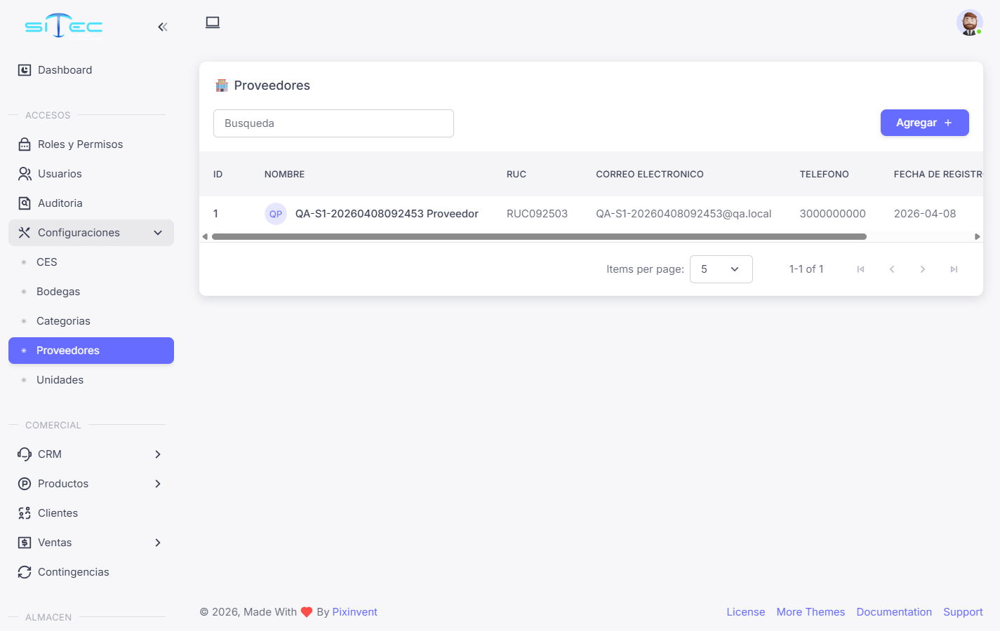 SITEC
Dashboard
ACCESOS
Roles y Permisos
Usuarios
Auditoria
Configuraciones
CES
Bodegas
Categorias
Proveedores
Unidades
COMERCIAL
CRM
Productos
Clientes
Ventas
Contingencias
ALMACEN
Proveedores
Busqueda
Agregar +
ID NOMBRE RUC CORREO ELECTRONICO TELEFONO FECHA DE REGISTRO
1 QP QA-S1-20260408092453 Proveedor RUC092503 QA-S1-20260408092453@qa.local 3000000000 2026-04-08
Items per page: 5 1-1 of 1
© 2026, Made With ❤️ By Pixinvent License More Themes Documentation Support